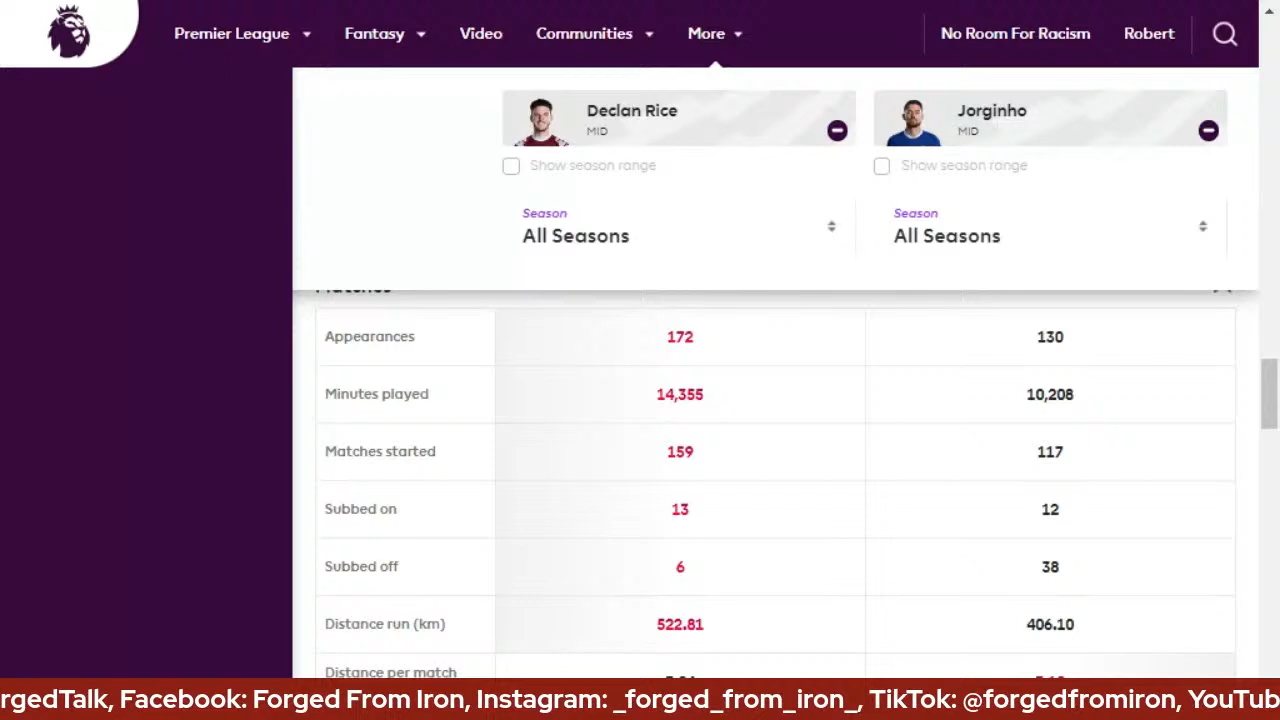 Premier League Fantasy Video Communities More No Room For Racism Robert
Declan Rice Jorginho
MID MID
Show season range Show season range
Season Season
All Seasons All Seasons
Matches
Appearances 172 130
Minutes played 14,355 10,208
Matches started 159 117
Subbed on 13 12
Subbed off 6 38
Distance run (km) 522.81 406.10
Distance per match
rgedTalk, Facebook: Forged From Iron, Instagram: _forged_from_iron_, TikTok: @forgedfromiron, YouTub